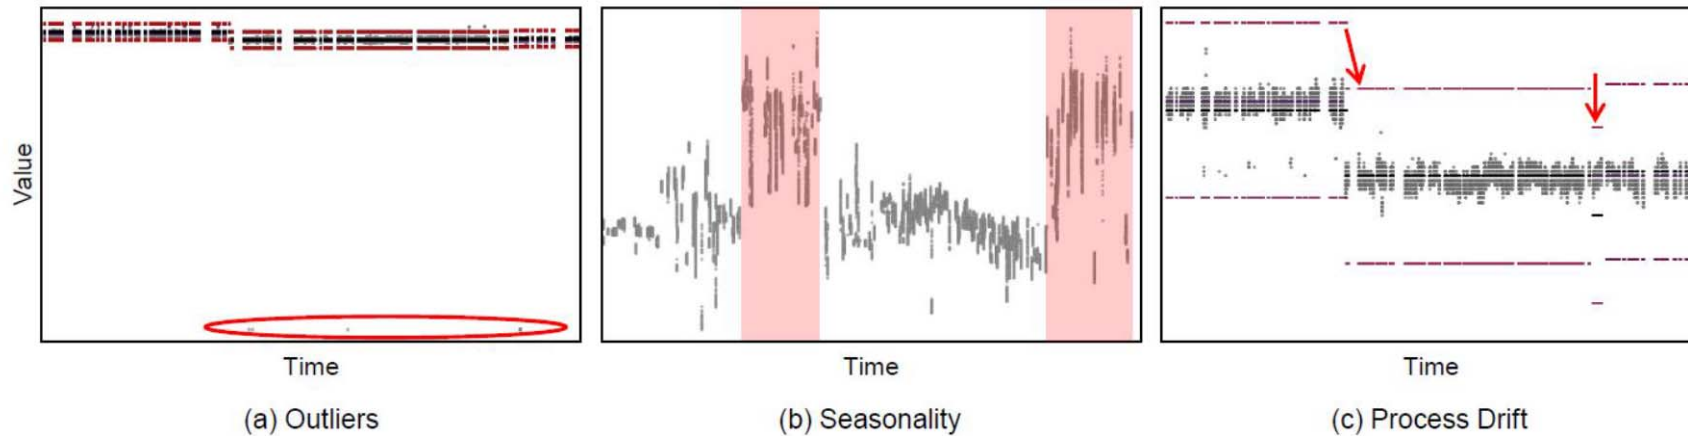 Value
Time
Time
Time
(a) Outliers
(b) Seasonality
(c) Process Drift